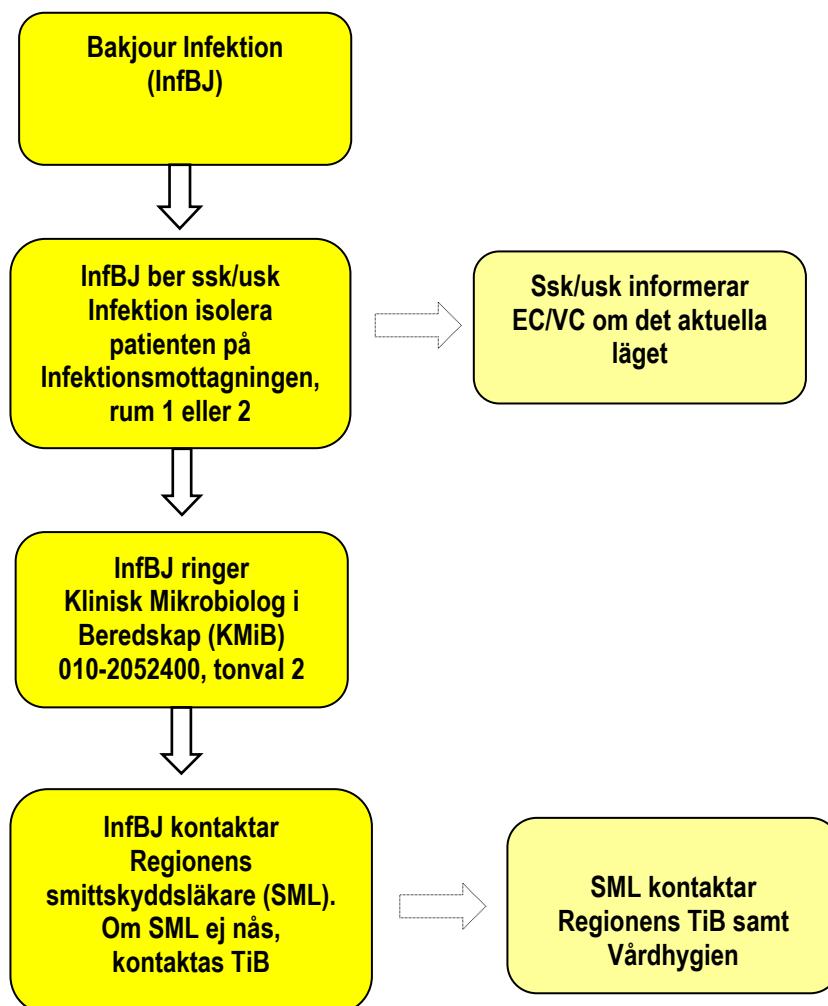 Bakjour Infektion
(InfBJ)
InfBJ ber ssk/usk
Infektion isolera
patienten på
Infektionsmottagningen,
rum 1 eller 2
Ssk/usk informerar
EC/VC om det aktuella
läget
InfBJ ringer
Klinisk Mikrobiolog i
Beredskap (KMiB)
010-2052400, tonval 2
InfBJ kontaktar
Regionens
smittskyddsläkare (SML).
Om SML ej nås,
kontaktas TiB
SML kontaktar
Regionens TiB samt
Vårdhygien